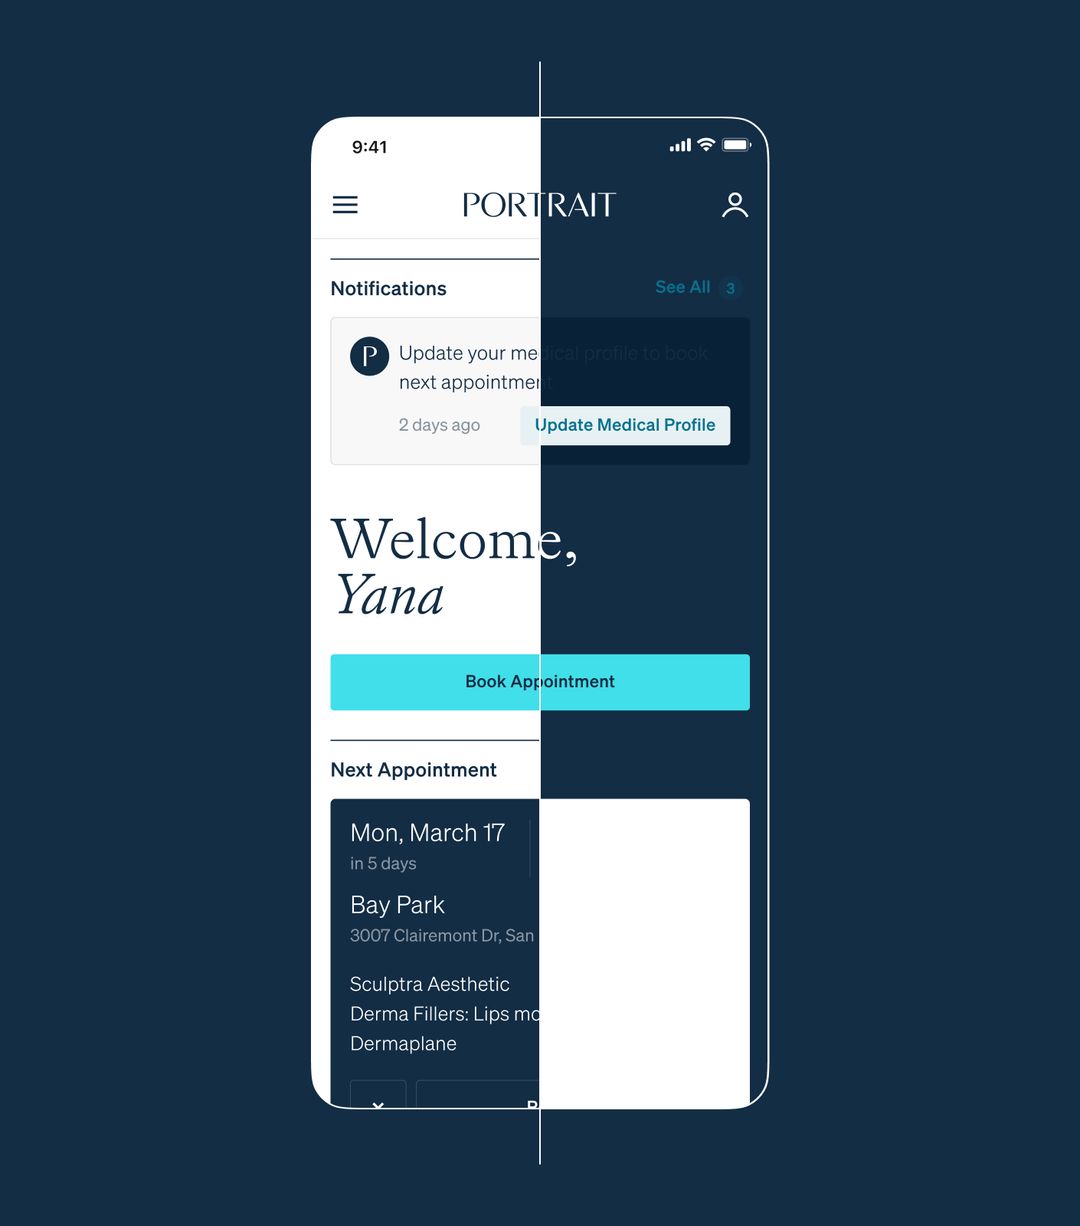 9:41
PORTRAIT
Notifications
See All 3
P
Update your medical profile to book
next appointment
2 days ago
Update Medical Profile
Welcome,
Yana
Book Appointment
Next Appointment
Mon, March 17
in 5 days
Bay Park
3007 Clairemont Dr, San
Sculptra Aesthetic
Derma Fillers: Lips mo
Dermaplane